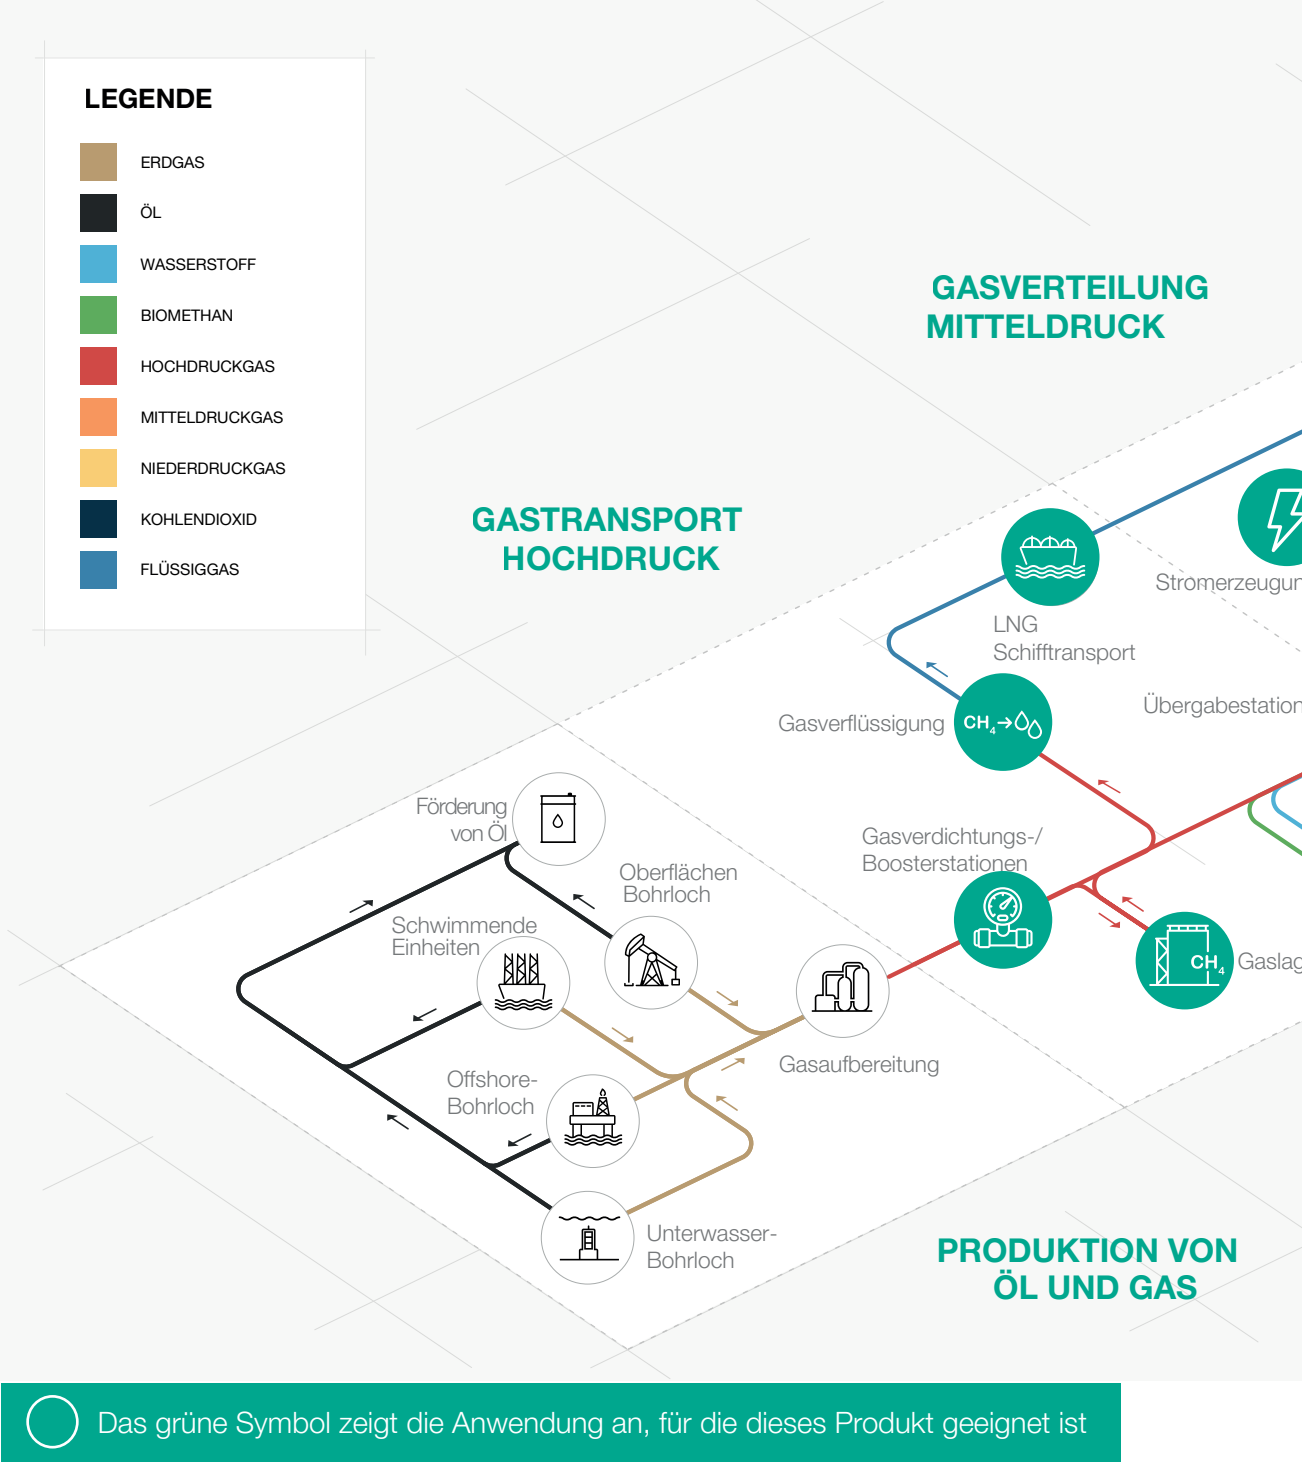 LEGENDE
ERDGAS
ÖL
WASSERSTOFF
BIOMETHAN
HOCHDRUCKGAS
MITTELDRUCKGAS
NIEDERDRUCKGAS
KOHLENDIOXID
FLÜSSIGGAS
GASVERTEILUNG
MITTELDRUCK
GASTRANSPORT
HOCHDRUCK
Stromerzeugun
LNG
Schifftransport
Übergabestation
Gasverflüssigung
CH4→
Förderung
von Öl
Gasverdichtungs-/
Boosterstationen
Oberflächen
Bohrloch
Schwimmende
Einheiten
CH4
Gaslag
Gasaufbereitung
Offshore-
Bohrloch
Unterwasser-
Bohrloch
PRODUKTION VON
ÖL UND GAS
Das grüne Symbol zeigt die Anwendung an, für die dieses Produkt geeignet ist